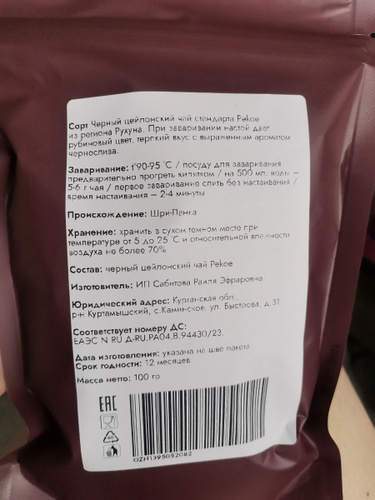 Сорт Черный цейлонский чай стандарта Pekoe
из региона Рухуна. При заваривании настой дает
рубиновый цвет, терпкий вкус с выраженным ароматом
чернослива.
Заваривание: t°90-95 °С / посуду для заваривания
предварительно прогреть кипятком / на 500 мл. воды –
5-6 г чая / первое заваривание слить без настаивания /
время настаивания – 2-4 минуты
Происхождение: Шри-Ланка
Хранение: хранить в сухом темном месте при
температуре от 5 до 25 °С и относительной влажности
воздуха не более 70%
Состав: черный цейлонский чай Pekoe
Изготовитель: ИП Сабитова Раиля Эфраровна
Юридический адрес: Курганская обл.,
р-н Куртамышский, с.Каминское, ул. Быстрова, д.31
Соответствует номеру ДС:
ЕАЭС N RU Д-RU.РА04.В.94430/23.
Дата изготовления: указана на шве пакета
Срок годности: 12 месяцев
Масса нетто: 100 гр
EAC
OZN1395052082